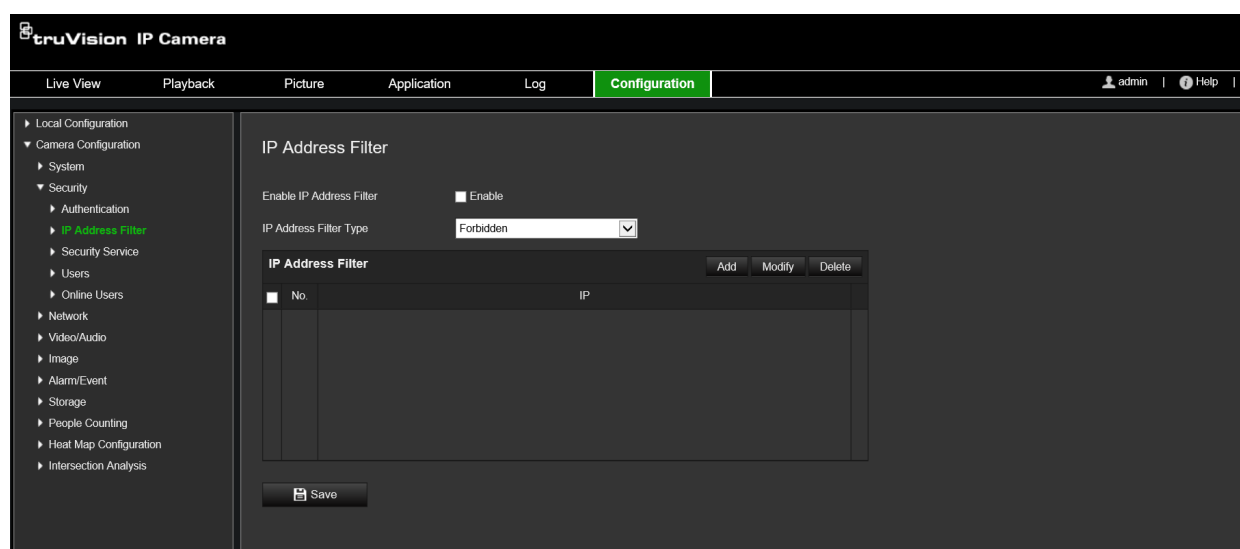 truVision IP Camera
Live View Playback Picture Application Log Configuration admin | Help |
Local Configuration
Camera Configuration
System
Security
Authentication
IP Address Filter
Security Service
Users
Online Users
Network
Video/Audio
Image
Alarm/Event
Storage
People Counting
Heat Map Configuration
Intersection Analysis
IP Address Filter
Enable IP Address Filter Enable
IP Address Filter Type Forbidden
IP Address Filter Add Modify Delete
No. IP
Save